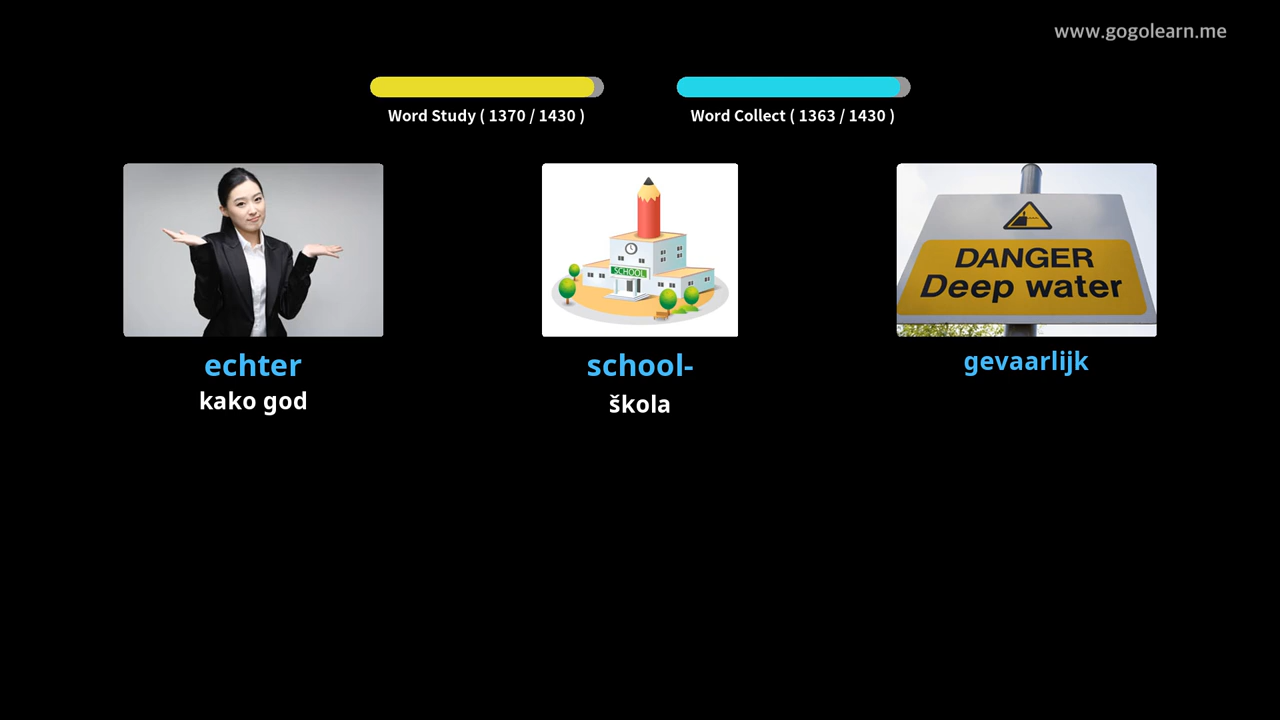 www.gogolearn.me
Word Study ( 1370 / 1430 )
Word Collect ( 1363 / 1430 )
SCHOOL
DANGER
Deep water
echter
kako god
school-
škola
gevaarlijk